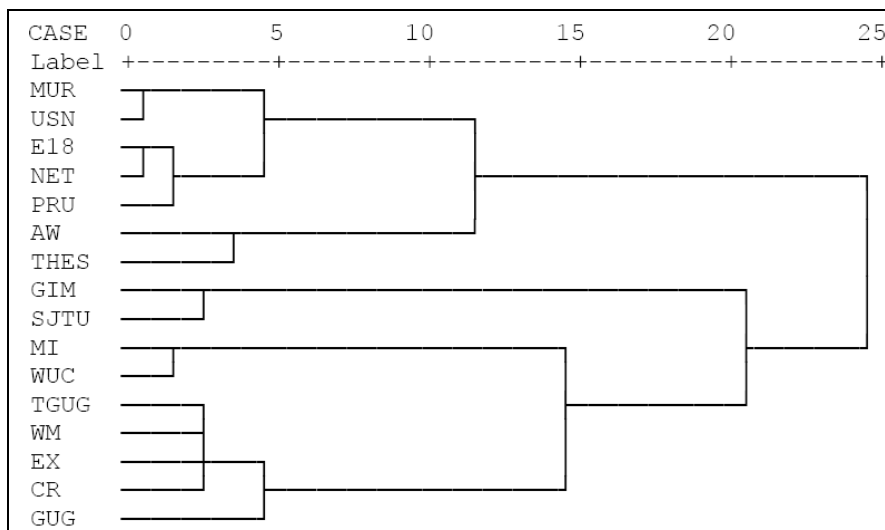 CASE 0 5 10 15 20 25
Label +---------+---------+---------+---------+---------+
MUR
USN
E18
NET
PRU
AW
THES
GIM
SJTU
MI
WUC
TGUG
WM
EX
CR
GUG